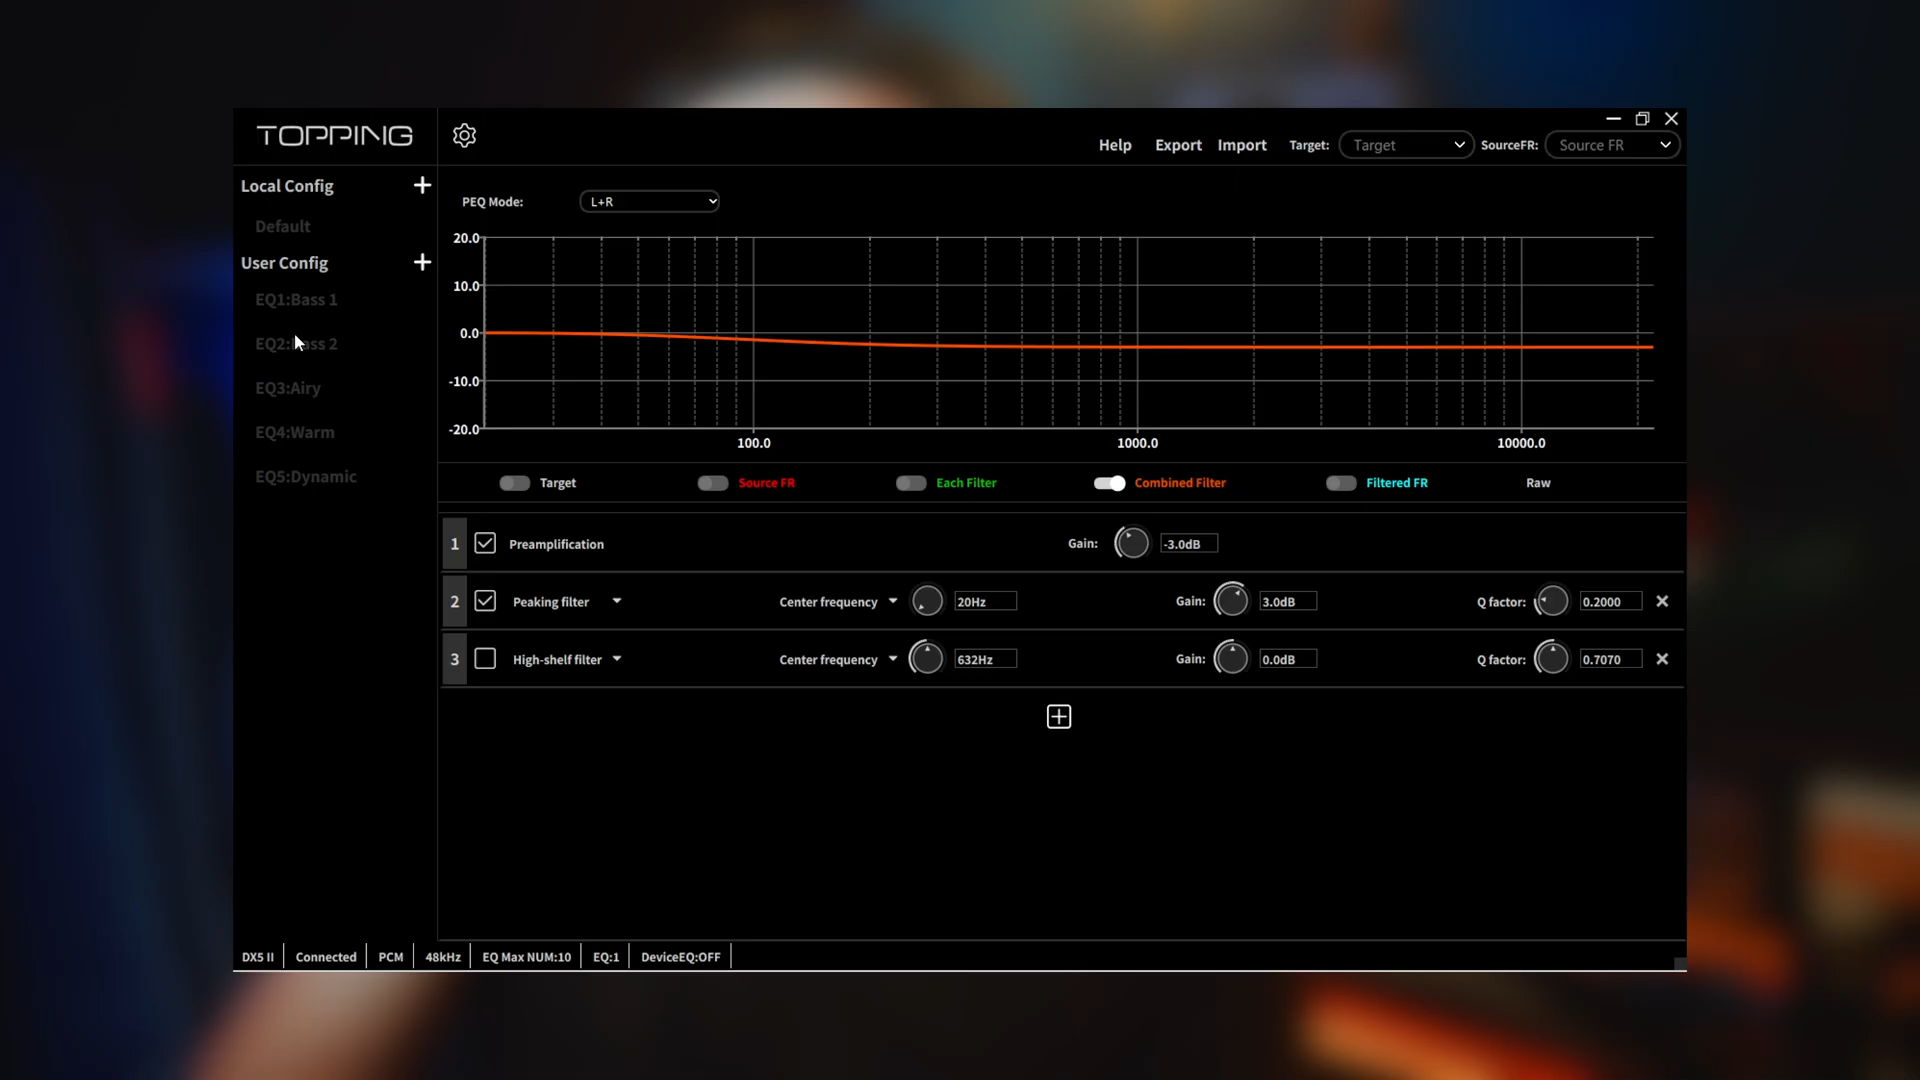 TOPPING
Help Export Import Target: Target SourceFR: Source FR
Local Config
Default
User Config
EQ1:Bass 1
EQ2:Bass 2
EQ3:Airy
EQ4:Warm
EQ5:Dynamic
PEQ Mode: L+R
20.0
10.0
0.0
-10.0
-20.0
100.0 1000.0 10000.0
Target Source FR Each Filter Combined Filter Filtered FR Raw
1 Preamplification Gain: -3.0dB
2 Peaking filter Center frequency 20Hz Gain: 3.0dB Q factor: 0.2000
3 High-shelf filter Center frequency 632Hz Gain: 0.0dB Q factor: 0.7070
DX5 II Connected PCM 48kHz EQ Max NUM:10 EQ:1 DeviceEQ:OFF